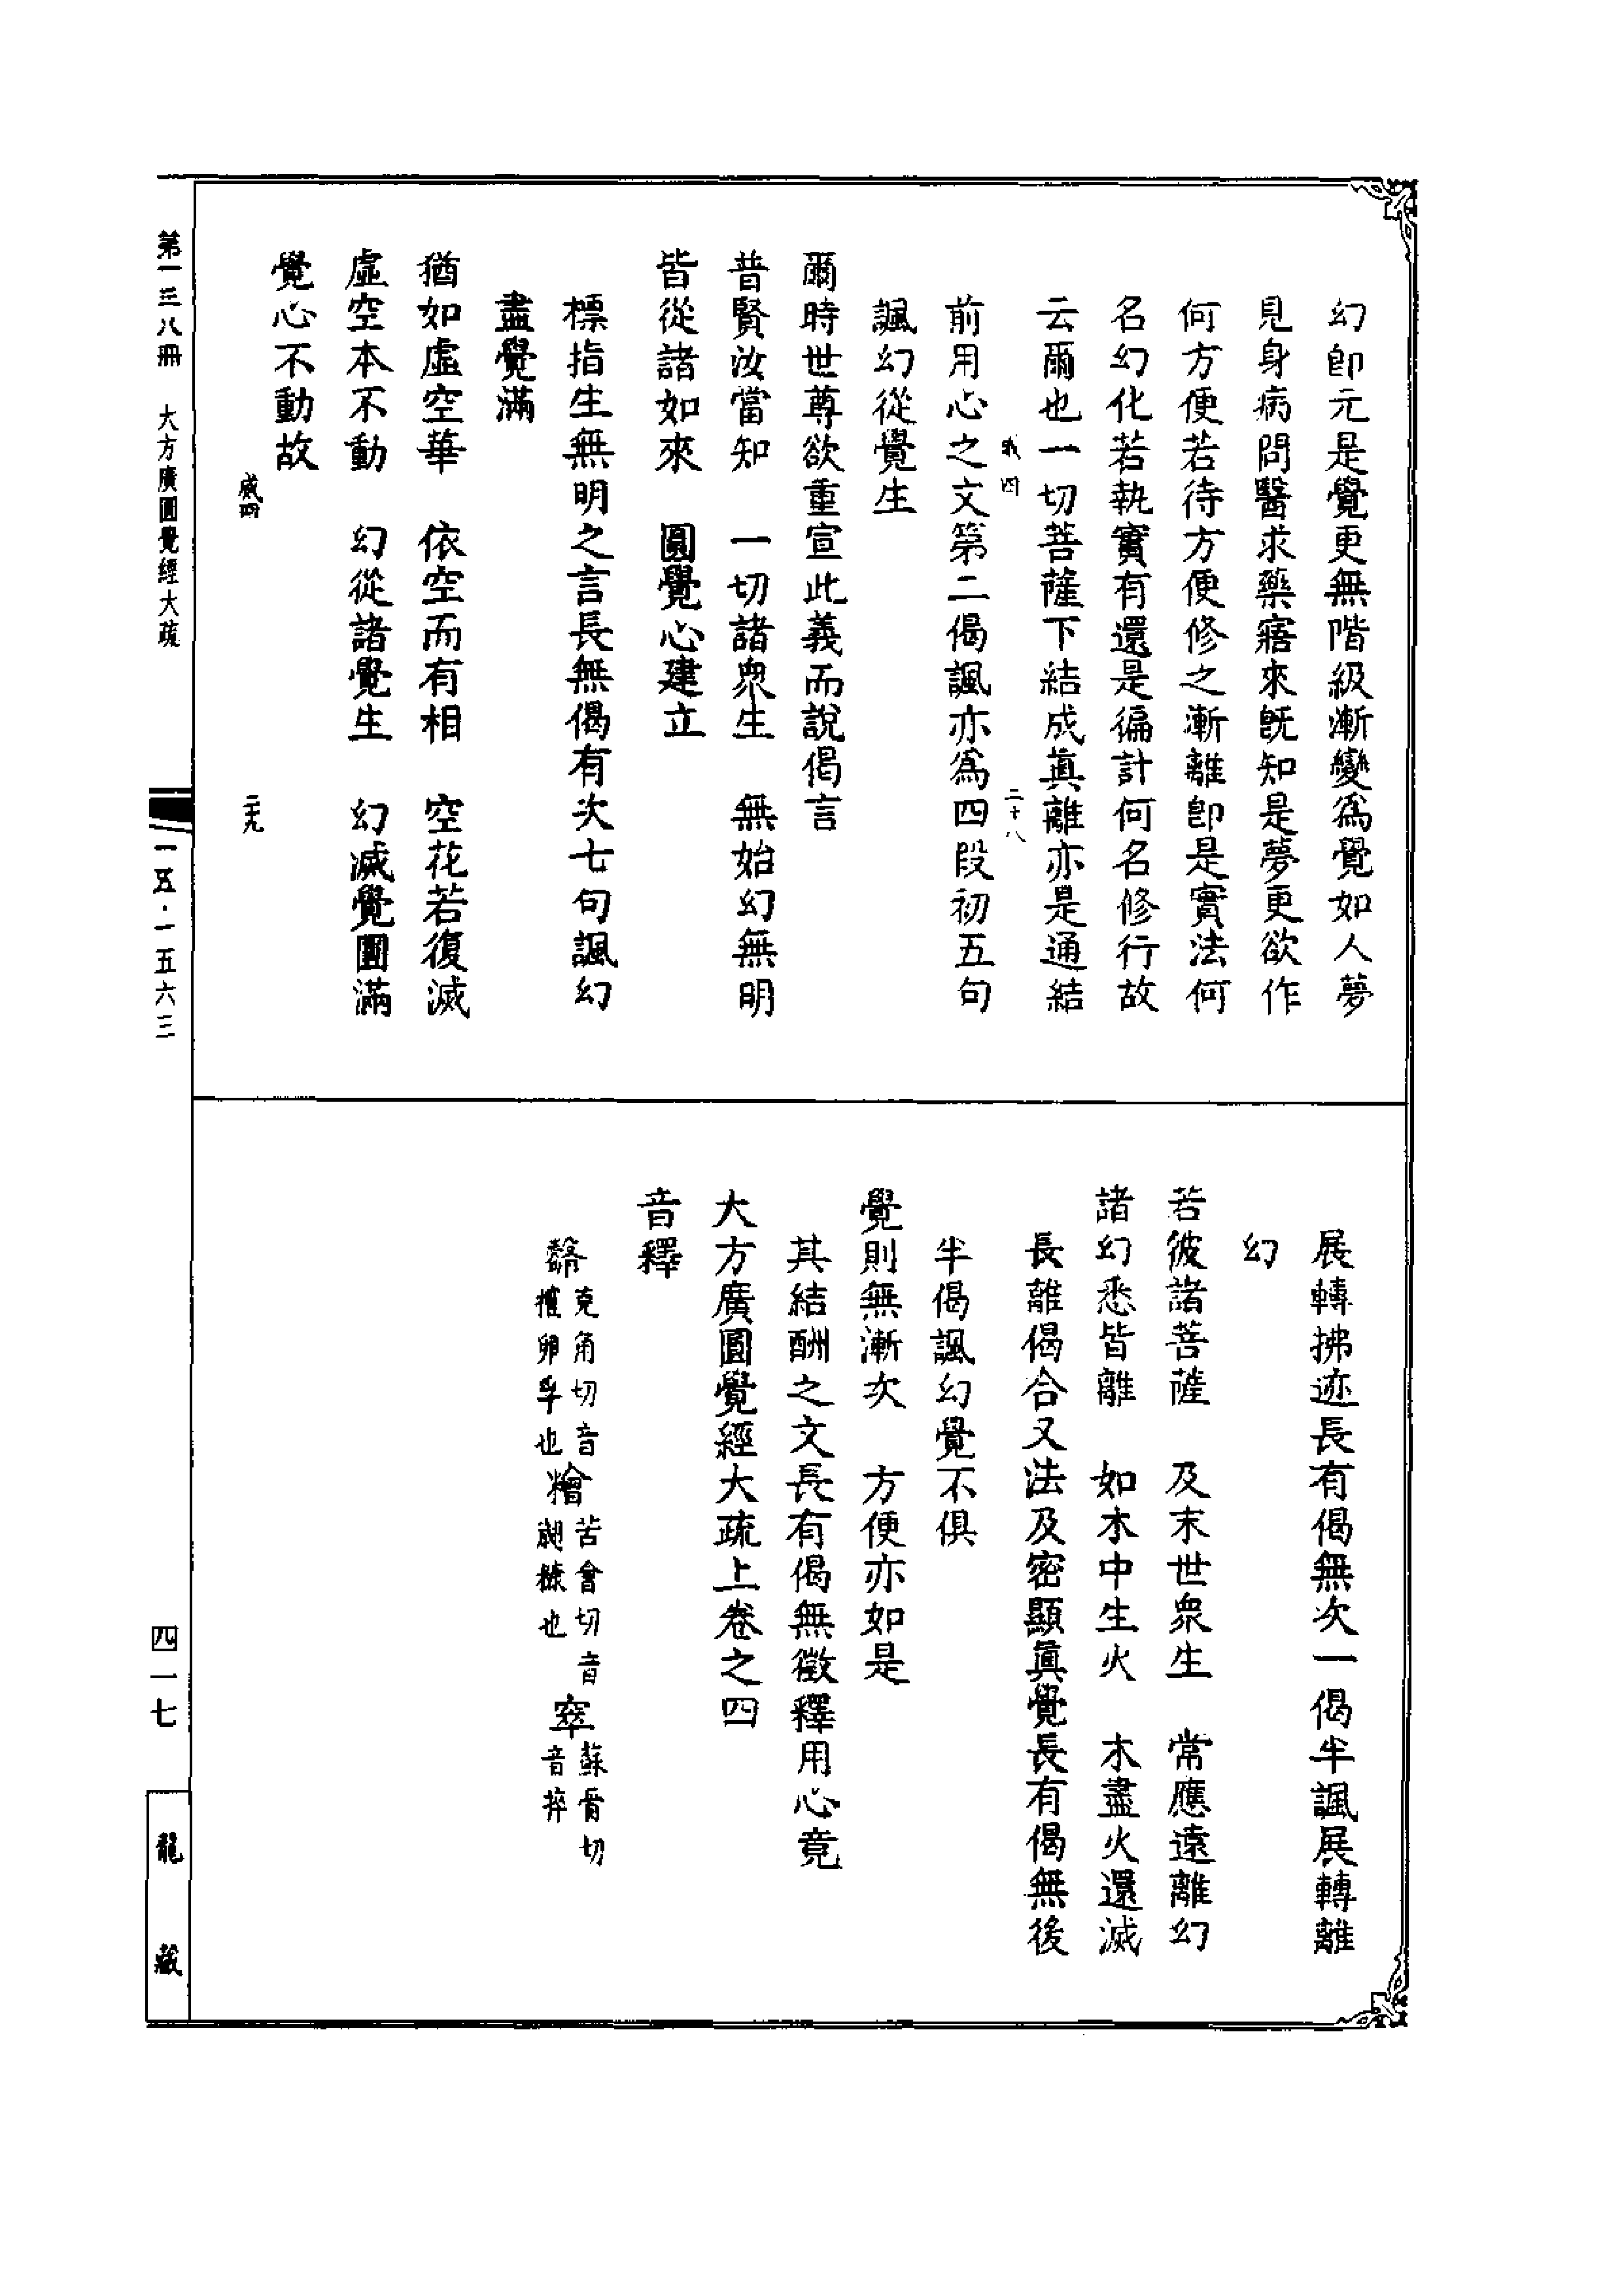 幻即元是覺更無階級漸變爲覺如人夢
見身病問醫求藥寤來既知是夢更欲作
何方便若待方便修之漸離即是實法何
名幻化若執實有還是徧計何名修行故
云爾也一切菩薩下結成真離亦是通結
二十八
前用心之文第二偈諷亦爲四段初五句
諷幻從覺生
爾時世尊欲重宣此義而說偈言
普賢汝當知　一切諸衆生　無始幻無明
皆從諸如來　圓覺心建立
標指生無明之言長無偈有次七句諷幻
盡覺滿
猶如虛空華　依空而有相　空花若復滅
虛空本不動　幻從諸覺生　幻滅覺圓滿
覺心不動故
二十九
展轉拂迹長有偈無次一偈半諷展轉離
幻
若彼諸菩薩　及末世衆生　常應遠離幻
諸幻悉皆離　如木中生火　木盡火還滅
長離偈合又法及密顯真覺長有偈無後
半偈諷幻覺不俱
覺則無漸次　方便亦如是
其結酬之文長有偈無徵釋用心竟
大方廣圓覺經大疏上卷之四
音釋
克角切音
卵孚也
穭苦會切音
穅也
窣蘇骨切
音捽
第一三八冊　大方廣圓覺經大疏
一五·一五六三
四一七
龍藏